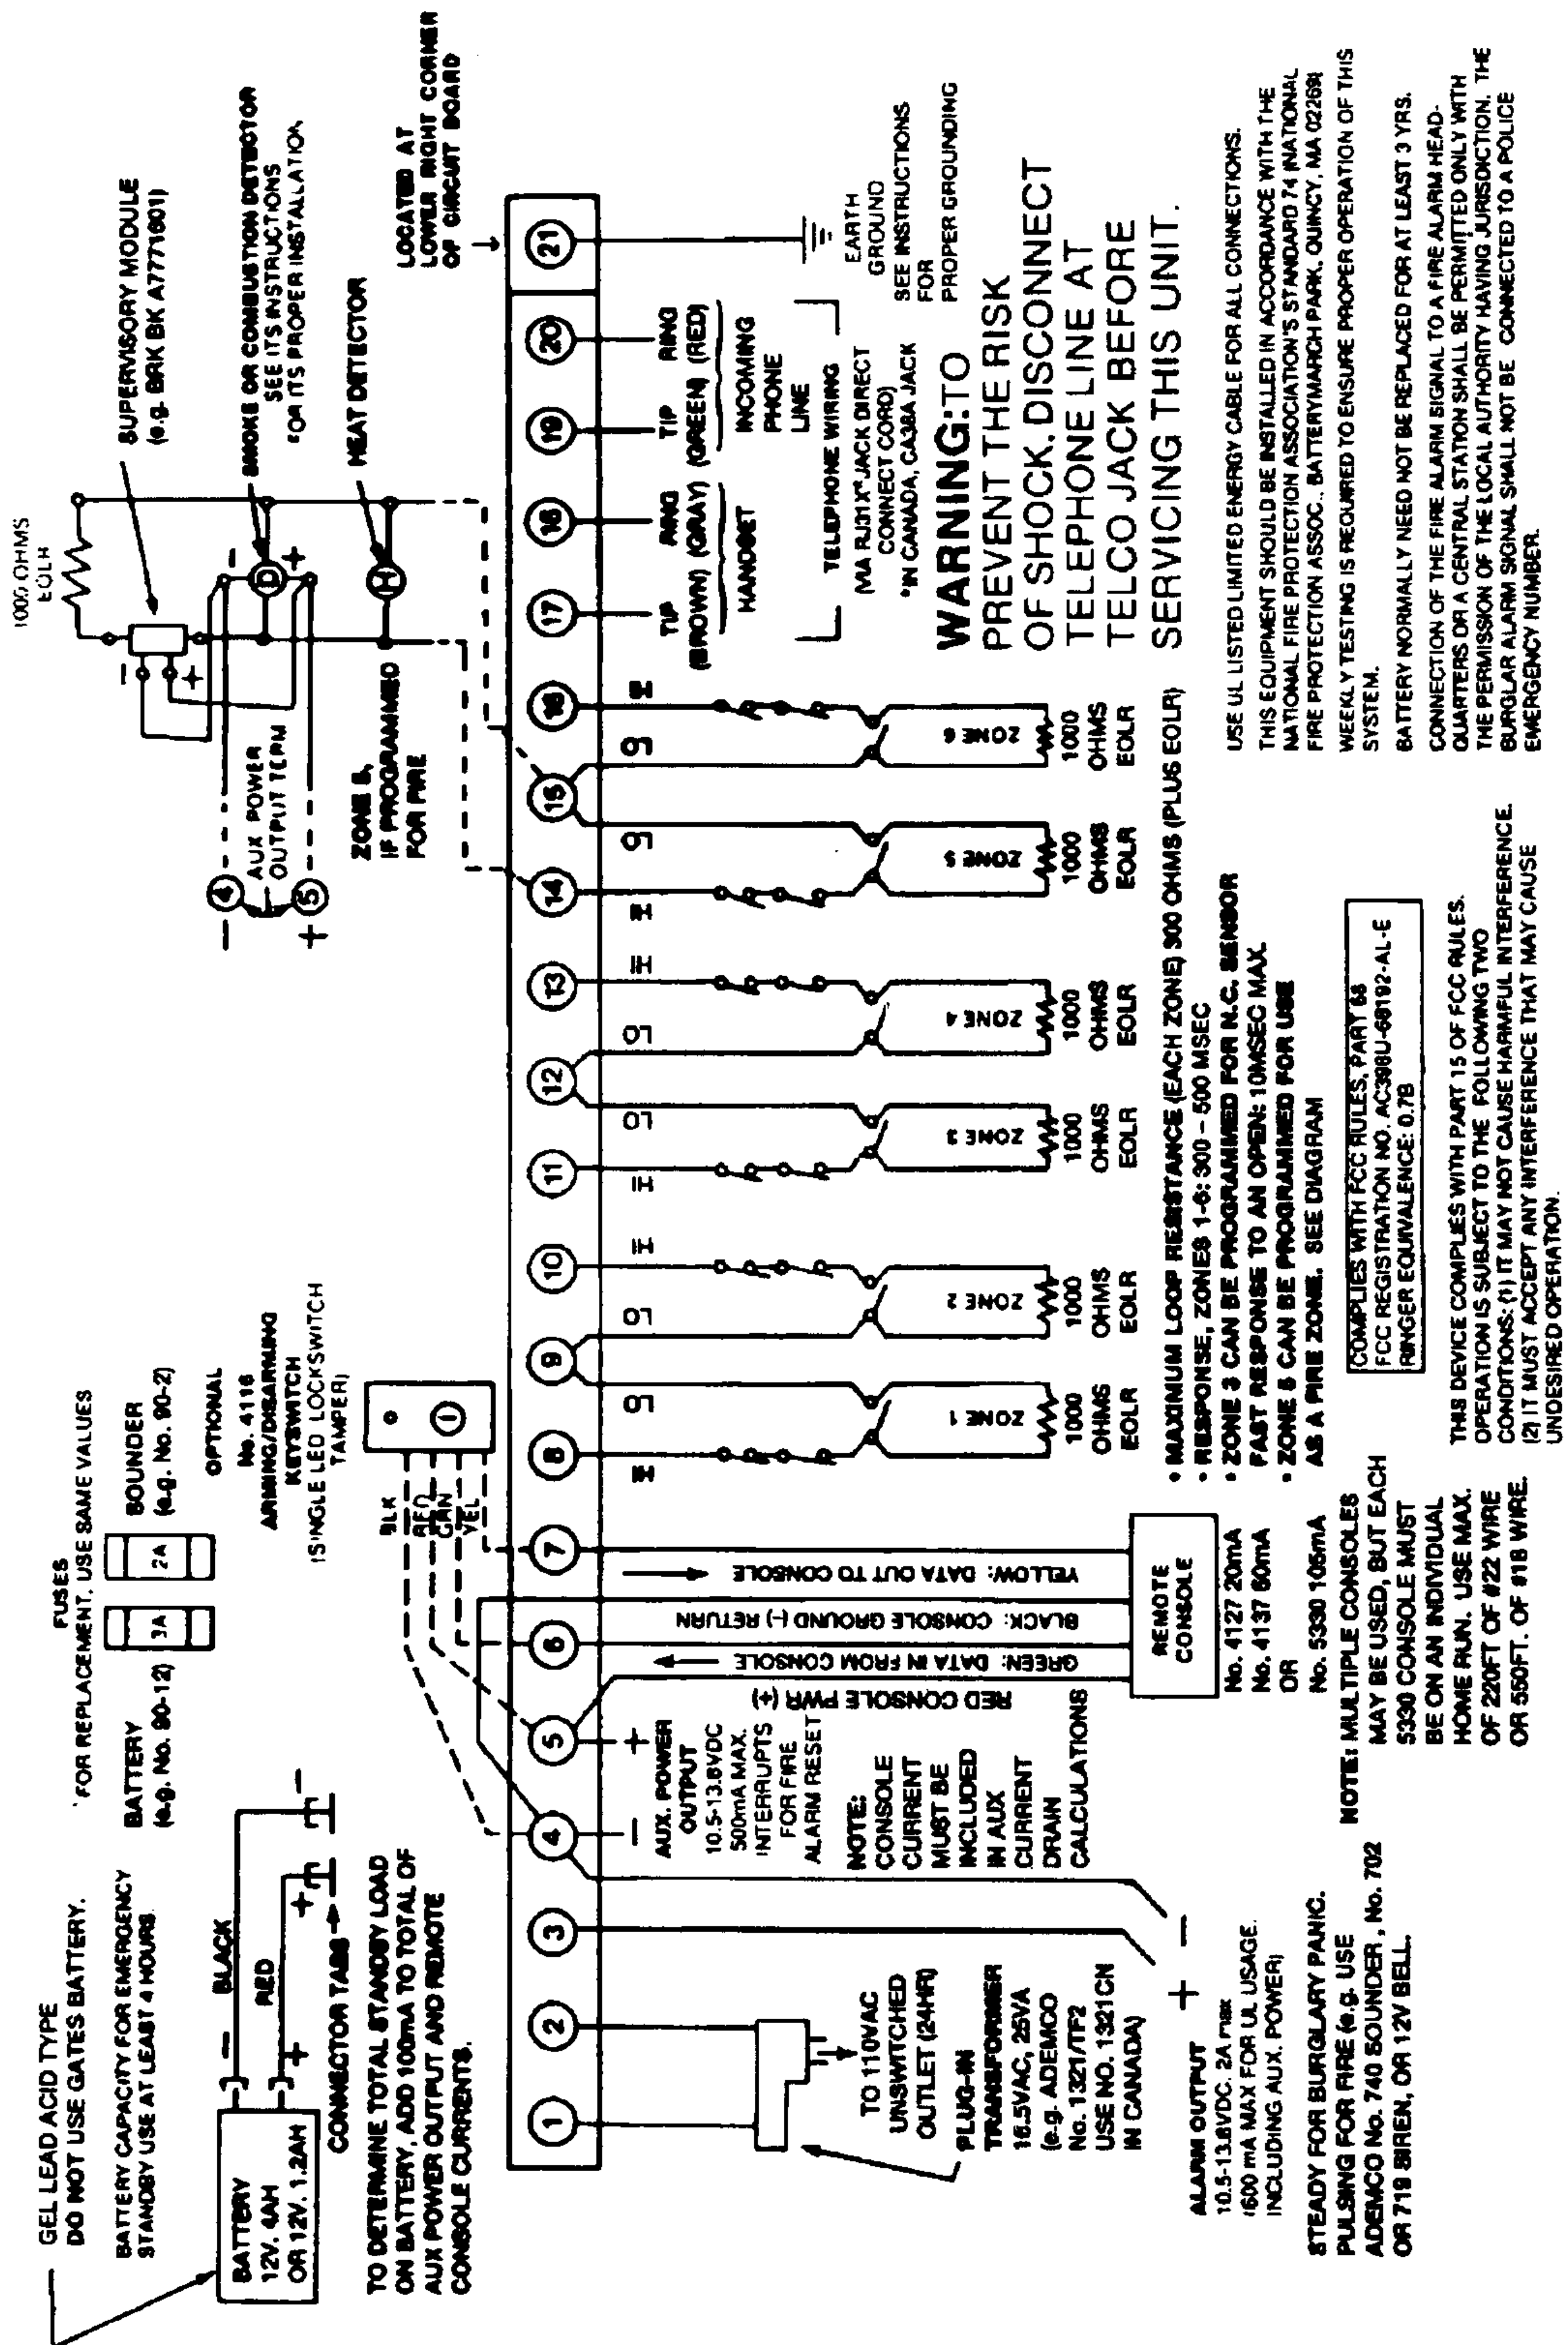 GEL LEAD ACID TYPE
DO NOT USE GATES BATTERY.
BATTERY CAPACITY FOR EMERGENCY
STANDBY USE AT LEAST 4 HOURS
BATTERY
12V. 4AH
OR 12V. 1.2AH
BLACK
RED
−
+
−
+
CONNECTOR TABS
TO DETERMINE TOTAL STANDBY LOAD
ON BATTERY, ADD 100mA TO TOTAL OF
AUX POWER OUTPUT AND REMOTE
CONSOLE CURRENTS.
FUSES
FOR REPLACEMENT, USE SAME VALUES
BATTERY
(e.g. No. 90-12)
3A
2A
SOUNDER
(e.g. No. 90-2)
OPTIONAL
No. 4116
ARMING/DISARMING
KEYSWITCH
(SINGLE LED LOCKSWITCH
TAMPER)
BLK
RED
GRN
YEL
1000 OHMS
EOLR
SUPERVISORY MODULE
(e.g. BRK BK A7771601)
SMOKE OR COMBUSTION DETECTOR
SEE ITS INSTRUCTIONS
FOR ITS PROPER INSTALLATION
HEAT DETECTOR
D
H
−
+
−
+
− 4
AUX POWER
OUTPUT TERM
+ 5
ZONE 5,
IF PROGRAMMED
FOR FIRE
LOCATED AT
LOWER RIGHT CORNER
OF CIRCUIT BOARD
1 2 3 4 5 6 7 8 9 10 11 12 13 14 15 16 17 18 19 20 21
TO 110VAC
UNSWITCHED
OUTLET (24HR)
PLUG-IN
TRANSFORMER
16.5VAC, 25VA
(e.g. ADEMCO
No. 1321/TF2
USE NO. 1321CN
IN CANADA)
ALARM OUTPUT + −
10.5-13.8VDC. 2A max
(600 mA MAX FOR UL USAGE.
INCLUDING AUX. POWER)
STEADY FOR BURGLARY PANIC.
PULSING FOR FIRE (e.g. USE
ADEMCO No. 740 SOUNDER, No. 702
OR 719 SIREN, OR 12V BELL.
− +
AUX. POWER
OUTPUT
10.5-13.8VDC
500mA MAX.
INTERRUPTS
FOR FIRE
ALARM RESET
NOTE:
CONSOLE
CURRENT
MUST BE
INCLUDED
IN AUX
CURRENT
DRAIN
CALCULATIONS
RED CONSOLE PWR (+)
GREEN: DATA IN FROM CONSOLE
BLACK: CONSOLE GROUND (−) RETURN
YELLOW: DATA OUT TO CONSOLE
REMOTE
CONSOLE
No. 4127 20mA
No. 4137 60mA
OR
No. 5330 105mA
NOTE: MULTIPLE CONSOLES
MAY BE USED, BUT EACH
5330 CONSOLE MUST
BE ON AN INDIVIDUAL
HOME RUN. USE MAX.
OF 220FT OF #22 WIRE
OR 550FT. OF #18 WIRE.
HI LO LO HI HI LO LO HI HI LO LO HI
ZONE 1
ZONE 2
ZONE 3
ZONE 4
ZONE 5
ZONE 6
1000
OHMS
EOLR
1000
OHMS
EOLR
1000
OHMS
EOLR
1000
OHMS
EOLR
1000
OHMS
EOLR
1000
OHMS
EOLR
• MAXIMUM LOOP RESISTANCE (EACH ZONE) 300 OHMS (PLUS EOLR)
• RESPONSE, ZONES 1-6: 300 – 500 MSEC
• ZONE 3 CAN BE PROGRAMMED FOR N.C. SENSOR
FAST RESPONSE TO AN OPEN: 10MSEC MAX.
• ZONE 5 CAN BE PROGRAMMED FOR USE
AS A FIRE ZONE. SEE DIAGRAM
COMPLIES WITH FCC RULES, PART 68
FCC REGISTRATION NO. AC398U-68192-AL-E
RINGER EQUIVALENCE: 0.7B
THIS DEVICE COMPLIES WITH PART 15 OF FCC RULES.
OPERATION IS SUBJECT TO THE FOLLOWING TWO
CONDITIONS: (1) IT MAY NOT CAUSE HARMFUL INTERFERENCE.
(2) IT MUST ACCEPT ANY INTERFERENCE THAT MAY CAUSE
UNDESIRED OPERATION.
TIP RING
(BROWN) (GRAY)
HANDSET
TIP RING
(GREEN) (RED)
INCOMING
PHONE
LINE
TELEPHONE WIRING
(VIA RJ31X* JACK DIRECT
CONNECT CORD)
*IN CANADA, CA38A JACK
EARTH
GROUND
SEE INSTRUCTIONS
FOR
PROPER GROUNDING
WARNING: TO
PREVENT THE RISK
OF SHOCK. DISCONNECT
TELEPHONE LINE AT
TELCO JACK BEFORE
SERVICING THIS UNIT.
USE UL LISTED LIMITED ENERGY CABLE FOR ALL CONNECTIONS.
THIS EQUIPMENT SHOULD BE INSTALLED IN ACCORDANCE WITH THE
NATIONAL FIRE PROTECTION ASSOCIATION'S STANDARD 74 (NATIONAL
FIRE PROTECTION ASSOC., BATTERYMARCH PARK, QUINCY, MA 02269)
WEEKLY TESTING IS REQUIRED TO ENSURE PROPER OPERATION OF THIS
SYSTEM.
BATTERY NORMALLY NEED NOT BE REPLACED FOR AT LEAST 3 YRS.
CONNECTION OF THE FIRE ALARM SIGNAL TO A FIRE ALARM HEAD-
QUARTERS OR A CENTRAL STATION SHALL BE PERMITTED ONLY WITH
THE PERMISSION OF THE LOCAL AUTHORITY HAVING JURISDICTION. THE
BURGLAR ALARM SIGNAL SHALL NOT BE CONNECTED TO A POLICE
EMERGENCY NUMBER.